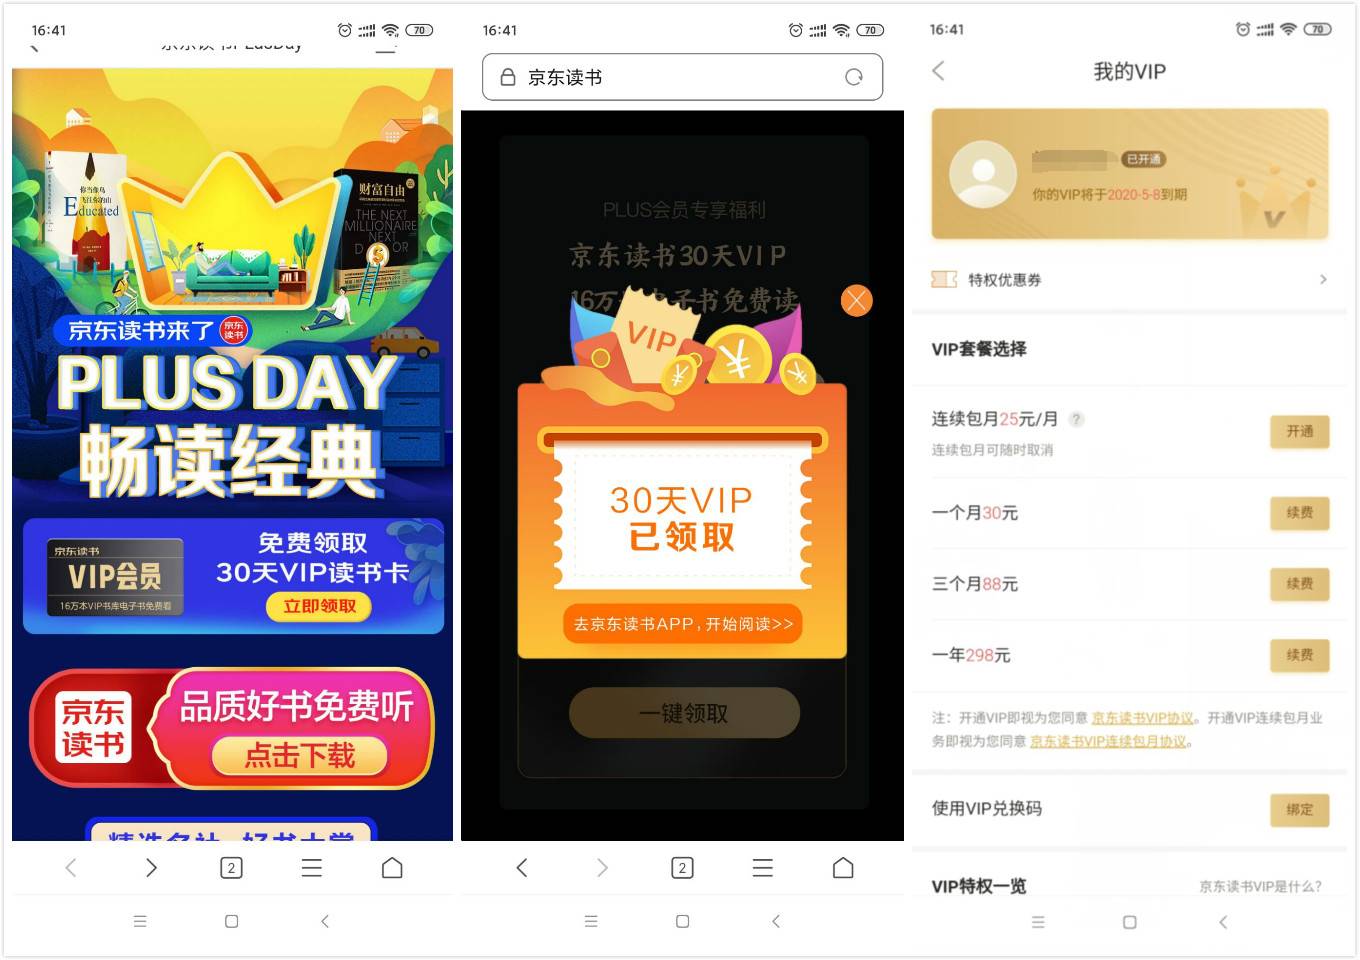 16:41
70
京东读书PLusDay
你当像鸟
飞往你的山
Educated
财富自由
THE NEXT
MILLIONAIRE
NEXT
DOOR
京东读书来了
京东
读书
PLUS DAY
畅读经典
京东读书
VIP会员
16万本VIP书库电子书免费看
免费领取
30天VIP读书卡
立即领取
京东
读书
品质好书免费听
点击下载
2
16:41
70
京东读书
PLUS会员专享福利
京东读书30天VIP
16万本电子书免费读
VIP
30天VIP
已领取
去京东读书APP,开始阅读>>
一键领取
2
16:41
70
我的VIP
已开通
你的VIP将于2020-5-8到期
特权优惠券
VIP套餐选择
连续包月25元/月 ?
连续包月可随时取消
开通
一个月30元
续费
三个月88元
续费
一年298元
续费
注：开通VIP即视为您同意 京东读书VIP协议。开通VIP连续包月业
务即视为您同意 京东读书VIP连续包月协议。
使用VIP兑换码
绑定
VIP特权一览
京东读书VIP是什么？